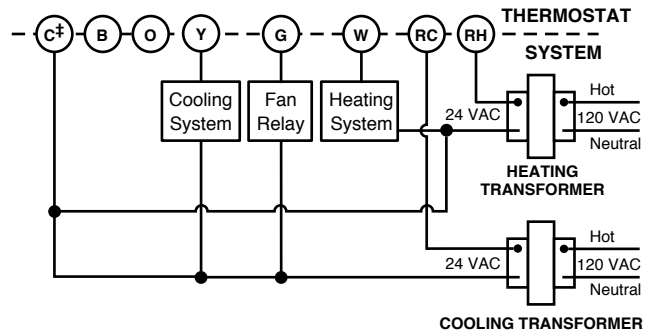 THERMOSTAT
C‡ B O Y G W RC RH
SYSTEM
Cooling System
Fan Relay
Heating System
24 VAC
Hot
120 VAC
Neutral
HEATING
TRANSFORMER
24 VAC
Hot
120 VAC
Neutral
COOLING TRANSFORMER